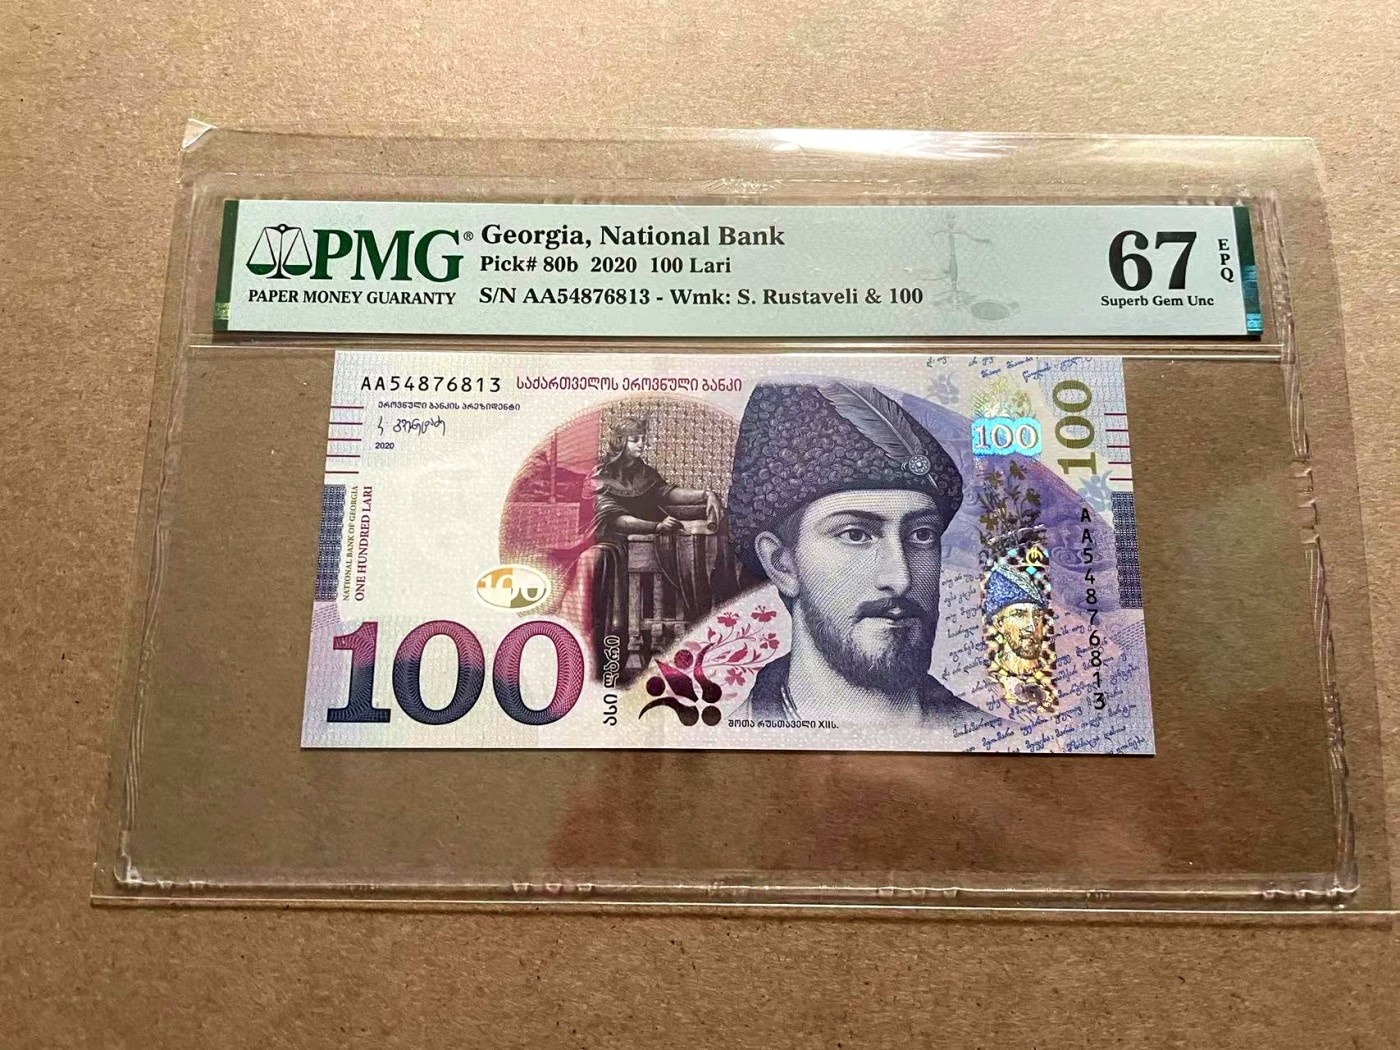 PMG®
PAPER MONEY GUARANTY
Georgia, National Bank
Pick# 80b 2020 100 Lari
S/N AA54876813 - Wmk: S. Rustaveli & 100
67
EPQ
Superb Gem Unc
AA54876813
საქართველოს ეროვნული ბანკი
ეროვნული ბანკის პრეზიდენტი
2020
NATIONAL BANK OF GEORGIA
ONE HUNDRED LARI
100
100
ასი ლარი
შოთა რუსთაველი XIIს.
100
100
AA54876813